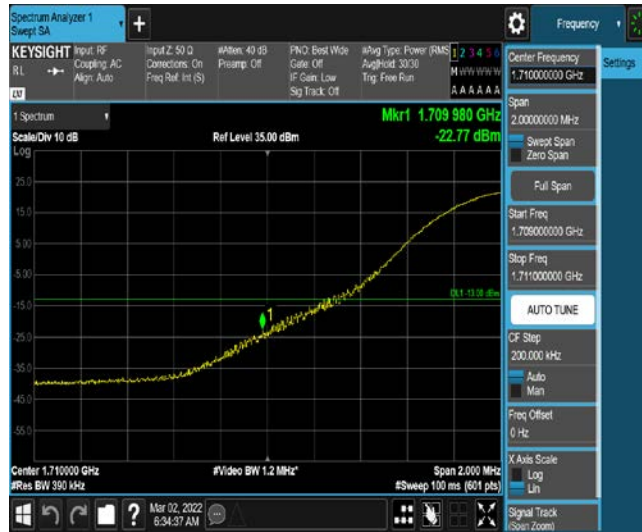 Spectrum Analyzer 1
Swept SA
+
Frequency
KEYSIGHT
RL
LXI
Input: RF
Coupling: AC
Align: Auto
Input Z: 50 Ω
Corrections: On
Freq Ref: Int (S)
#Atten: 40 dB
Preamp: Off
PNO: Best Wide
Gate: Off
IF Gain: Low
Sig Track: Off
#Avg Type: Power (RMS
Avg|Hold: 30/30
Trig: Free Run
1 2 3 4 5 6
M W W W W W
A A A A A A
1 Spectrum
Scale/Div 10 dB
Log
Ref Level 35.00 dBm
Mkr1 1.709 980 GHz
-22.77 dBm
25.0
15.0
5.00
-5.00
-15.0
-35.0
-45.0
-55.0
DL1 -13.00 dBm
1
Center 1.710000 GHz
#Res BW 390 kHz
#Video BW 1.2 MHz*
Span 2.000 MHz
#Sweep 100 ms (601 pts)
?
Mar 02, 2022
6:34:37 AM
Center Frequency
1.710000000 GHz
Settings
Span
2.00000000 MHz
Swept Span
Zero Span
Full Span
Start Freq
1.709000000 GHz
Stop Freq
1.711000000 GHz
AUTO TUNE
CF Step
200.000 kHz
Auto
Man
Freq Offset
0 Hz
X Axis Scale
Log
Lin
Signal Track
(Span Zoom)